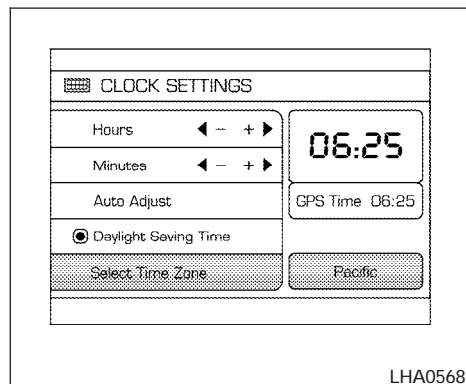 CLOCK SETTINGS
Hours ◀ - + ▶
Minutes ◀ - + ▶
06:25
Auto Adjust
GPS Time 06:25
Daylight Saving Time
Select Time Zone
Pacific
LHA0568